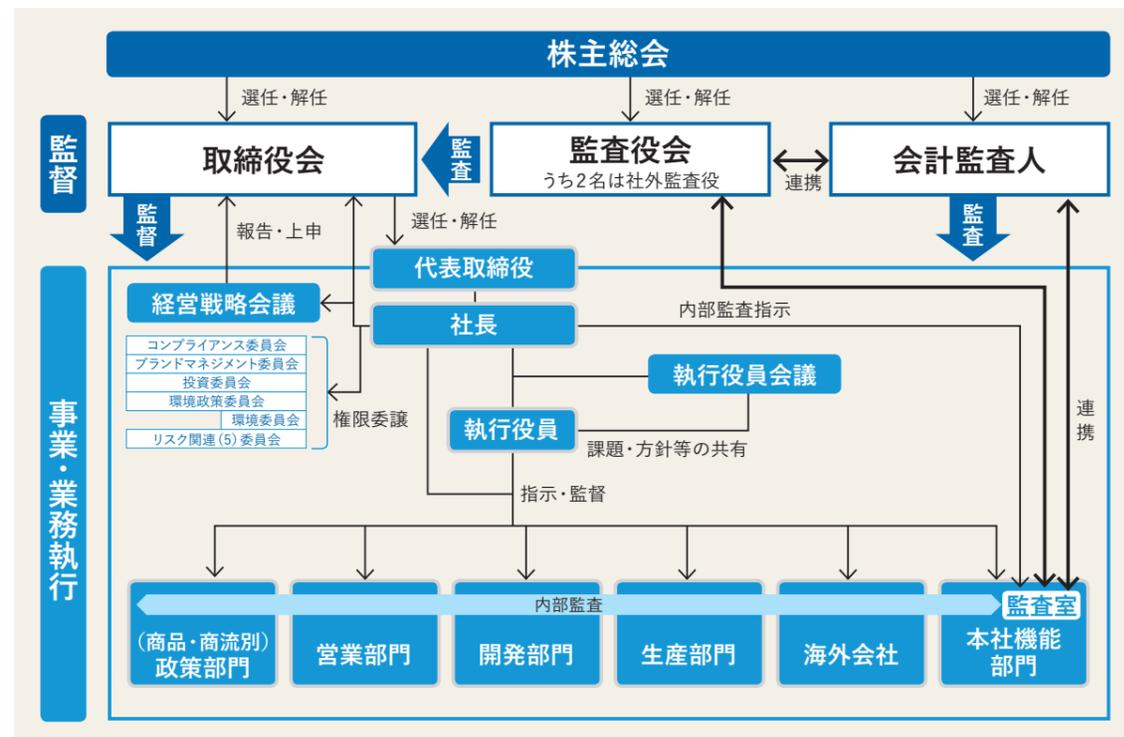 株主総会
選任・解任
選任・解任
選任・解任
監督
取締役会
監査
監査役会
うち2名は社外監査役
連携
会計監査人
監督
報告・上申
選任・解任
監査
事業・業務執行
代表取締役
経営戦略会議
社長
内部監査指示
コンプライアンス委員会
ブランドマネジメント委員会
投資委員会
環境政策委員会
環境委員会
リスク関連(5)委員会
権限委譲
執行役員会議
執行役員
課題・方針等の共有
連携
指示・監督
内部監査
監査室
(商品・商流別)
政策部門
営業部門
開発部門
生産部門
海外会社
本社機能
部門